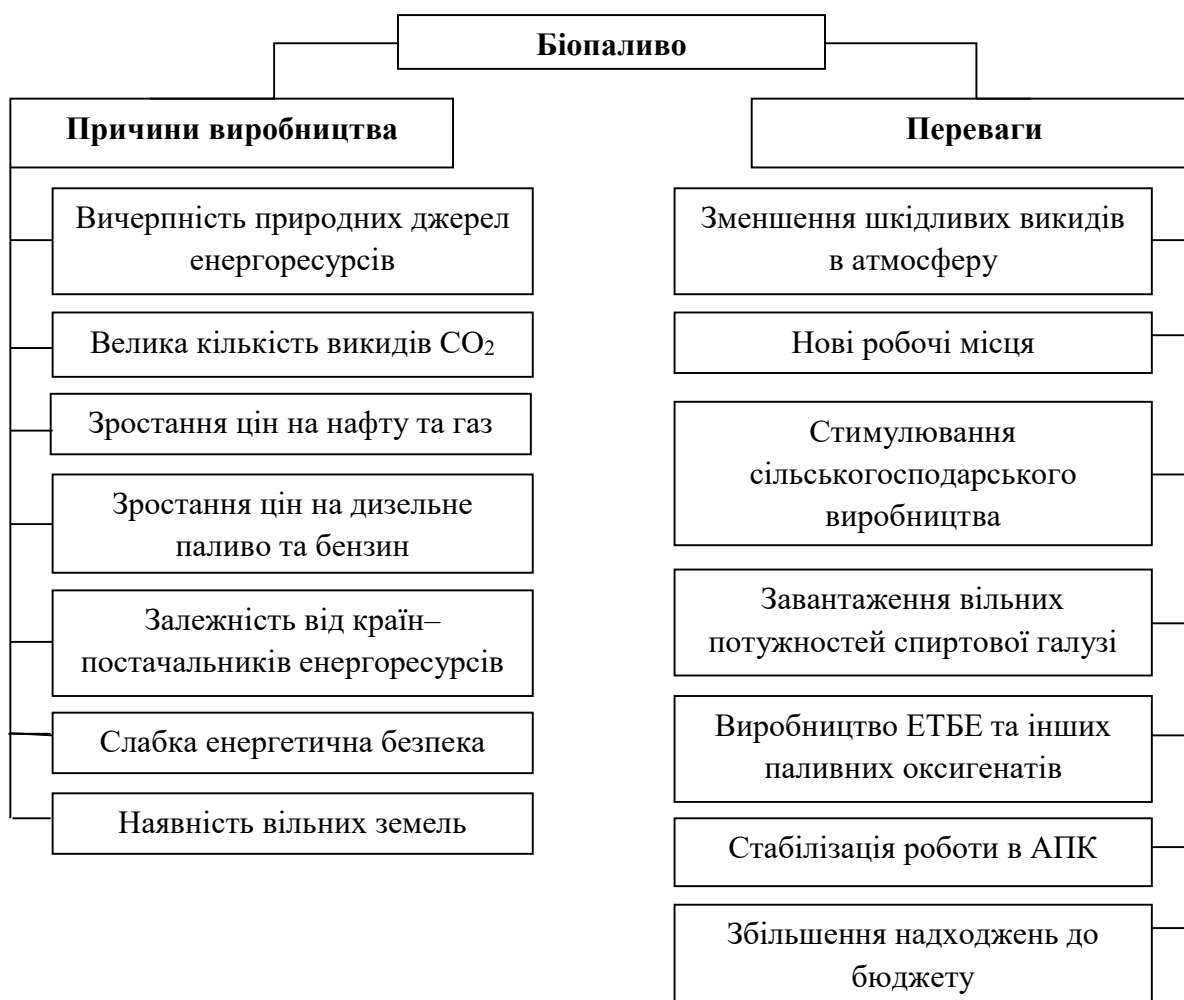 Біопаливо
Причини виробництва
Вичерпність природних джерел
енергоресурсів
Велика кількість викидів СО₂
Зростання цін на нафту та газ
Зростання цін на дизельне
паливо та бензин
Залежність від країн–
постачальників енергоресурсів
Слабка енергетична безпека
Наявність вільних земель
Переваги
Зменшення шкідливих викидів
в атмосферу
Нові робочі місця
Стимулювання
сільськогосподарського
виробництва
Завантаження вільних
потужностей спиртової галузі
Виробництво ЕТБЕ та інших
паливних оксигенатів
Стабілізація роботи в АПК
Збільшення надходжень до
бюджету